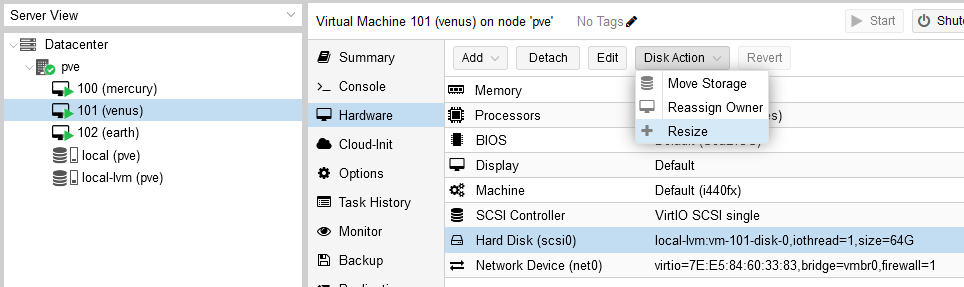 Server View
Datacenter
pve
100 (mercury)
101 (venus)
102 (earth)
local (pve)
local-lvm (pve)
Virtual Machine 101 (venus) on node 'pve' No Tags Start
Summary
Console
Hardware
Cloud-Init
Options
Task History
Monitor
Backup
Add Detach Edit Disk Action Revert
Move Storage
Reassign Owner
Resize
Memory
Processors
BIOS
Display Default
Machine Default (i440fx)
SCSI Controller VirtIO SCSI single
Hard Disk (scsi0) local-lvm:vm-101-disk-0,iothread=1,size=64G
Network Device (net0) virtio=7E:E5:84:60:33:83,bridge=vmbr0,firewall=1